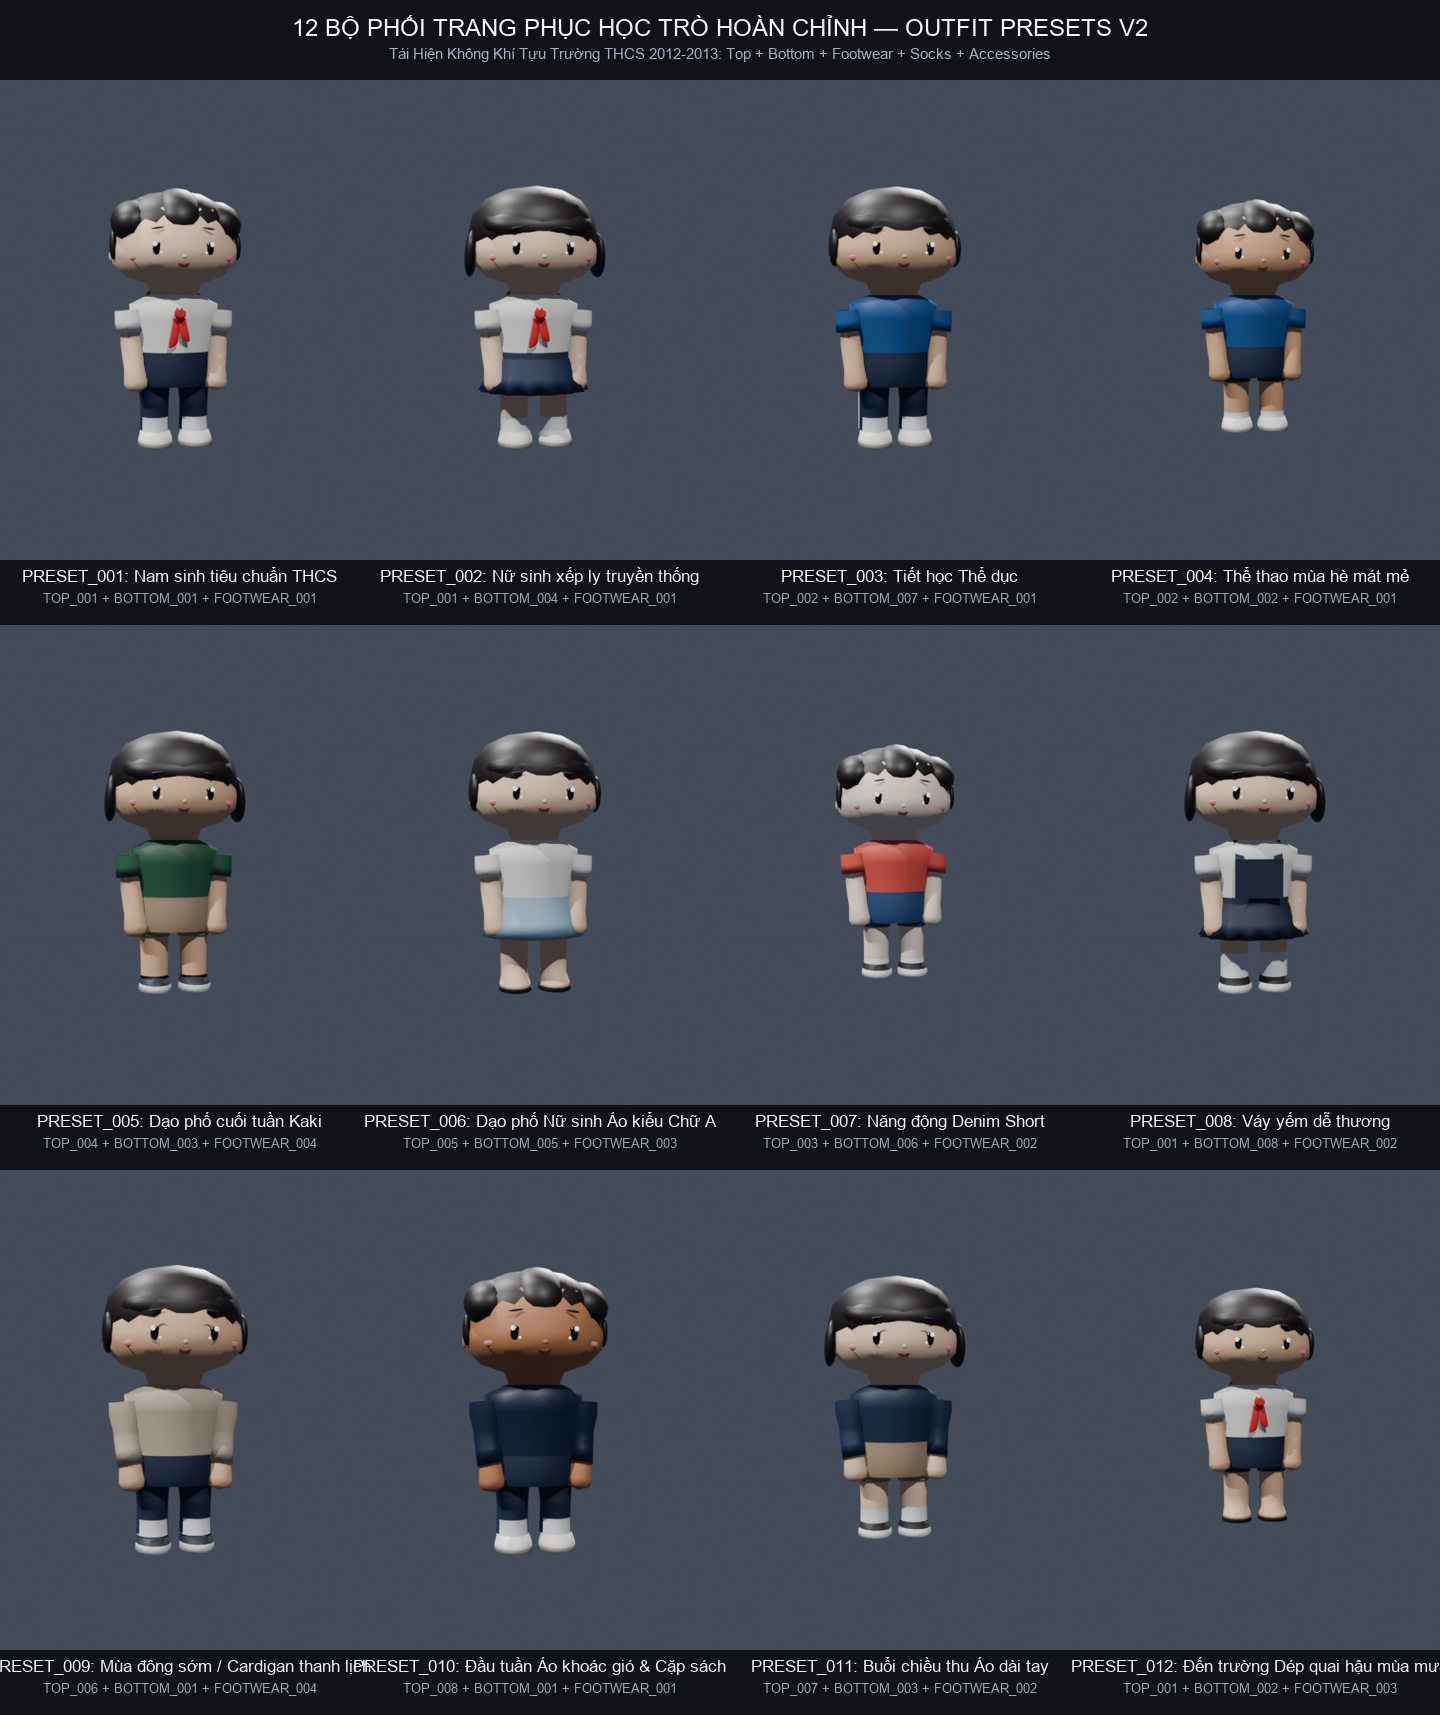 12 BỘ PHỐI TRANG PHỤC HỌC TRÒ HOÀN CHỈNH — OUTFIT PRESETS V2
Tái Hiện Không Khí Tựu Trường THCS 2012-2013: Top + Bottom + Footwear + Socks + Accessories
PRESET_001: Nam sinh tiêu chuẩn THCS
TOP_001 + BOTTOM_001 + FOOTWEAR_001
PRESET_002: Nữ sinh xếp ly truyền thống
TOP_001 + BOTTOM_004 + FOOTWEAR_001
PRESET_003: Tiết học Thể dục
TOP_002 + BOTTOM_007 + FOOTWEAR_001
PRESET_004: Thể thao mùa hè mát mẻ
TOP_002 + BOTTOM_002 + FOOTWEAR_001
PRESET_005: Dạo phố cuối tuần Kaki
TOP_004 + BOTTOM_003 + FOOTWEAR_004
PRESET_006: Dạo phố Nữ sinh Áo kiểu Chữ A
TOP_005 + BOTTOM_005 + FOOTWEAR_003
PRESET_007: Năng động Denim Short
TOP_003 + BOTTOM_006 + FOOTWEAR_002
PRESET_008: Váy yếm dễ thương
TOP_001 + BOTTOM_008 + FOOTWEAR_002
RESET_009: Mùa đông sớm / Cardigan thanh lịch
TOP_006 + BOTTOM_001 + FOOTWEAR_004
PRESET_010: Đầu tuần Áo khoác gió & Cặp sách
TOP_008 + BOTTOM_001 + FOOTWEAR_001
PRESET_011: Buổi chiều thu Áo dài tay
TOP_007 + BOTTOM_003 + FOOTWEAR_002
PRESET_012: Đến trường Dép quai hậu mùa mư
TOP_001 + BOTTOM_002 + FOOTWEAR_003